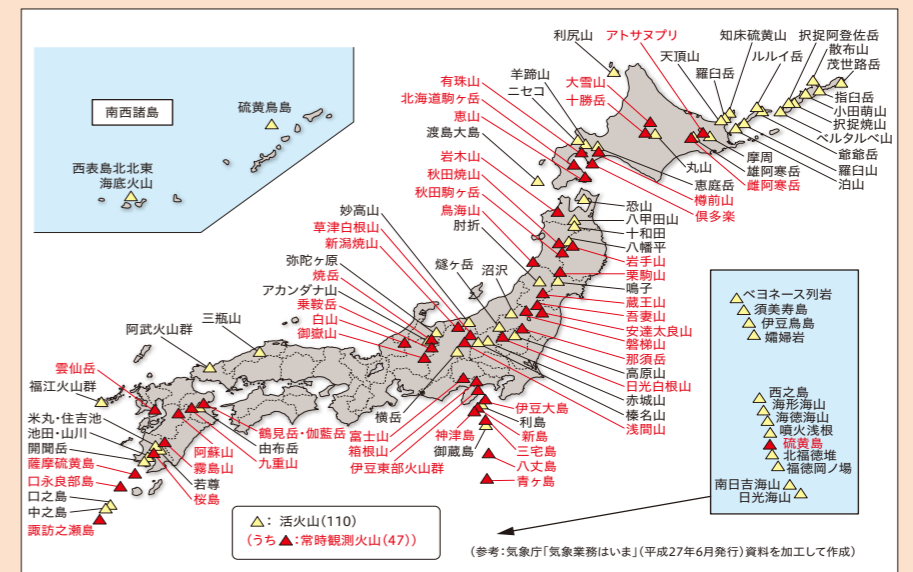 南西諸島
硫黄鳥島
西表島北北東
海底火山
利尻山
アトサヌプリ
天頂山
知床硫黄山
ルルイ岳
羅臼岳
択捉阿登佐岳
散布山
茂世路岳
指臼岳
小田萌山
択捉焼山
ベルタルベ山
爺爺岳
羅臼山
泊山
羊蹄山
ニセコ
大雪山
十勝岳
有珠山
北海道駒ヶ岳
恵山
渡島大島
丸山
摩周
雄阿寒岳
雌阿寒岳
恵庭岳
樽前山
倶多楽
岩木山
秋田焼山
秋田駒ヶ岳
鳥海山
肘折
恐山
八甲田山
十和田
八幡平
岩手山
栗駒山
鳴子
蔵王山
吾妻山
安達太良山
磐梯山
那須岳
高原山
日光白根山
赤城山
榛名山
浅間山
妙高山
草津白根山
新潟焼山
燧ヶ岳
沼沢
弥陀ヶ原
焼岳
アカンダナ山
乗鞍岳
白山
御嶽山
三瓶山
阿武火山群
雲仙岳
福江火山群
米丸・住吉池
池田・山川
開聞岳
薩摩硫黄島
口永良部島
口之島
中之島
諏訪之瀬島
鶴見岳・伽藍岳
由布岳
九重山
阿蘇山
霧島山
若尊
桜島
横岳
富士山
箱根山
伊豆東部火山群
伊豆大島
利島
新島
神津島
三宅島
御蔵島
八丈島
青ヶ島
ベヨネース列岩
須美寿島
伊豆鳥島
孀婦岩
西之島
海形海山
海徳海山
噴火浅根
硫黄島
北福徳堆
福徳岡ノ場
南日吉海山
日光海山
△: 活火山(110)
(うち▲:常時観測火山(47))
(参考:気象庁「気象業務はいま」(平成27年6月発行)資料を加工して作成)